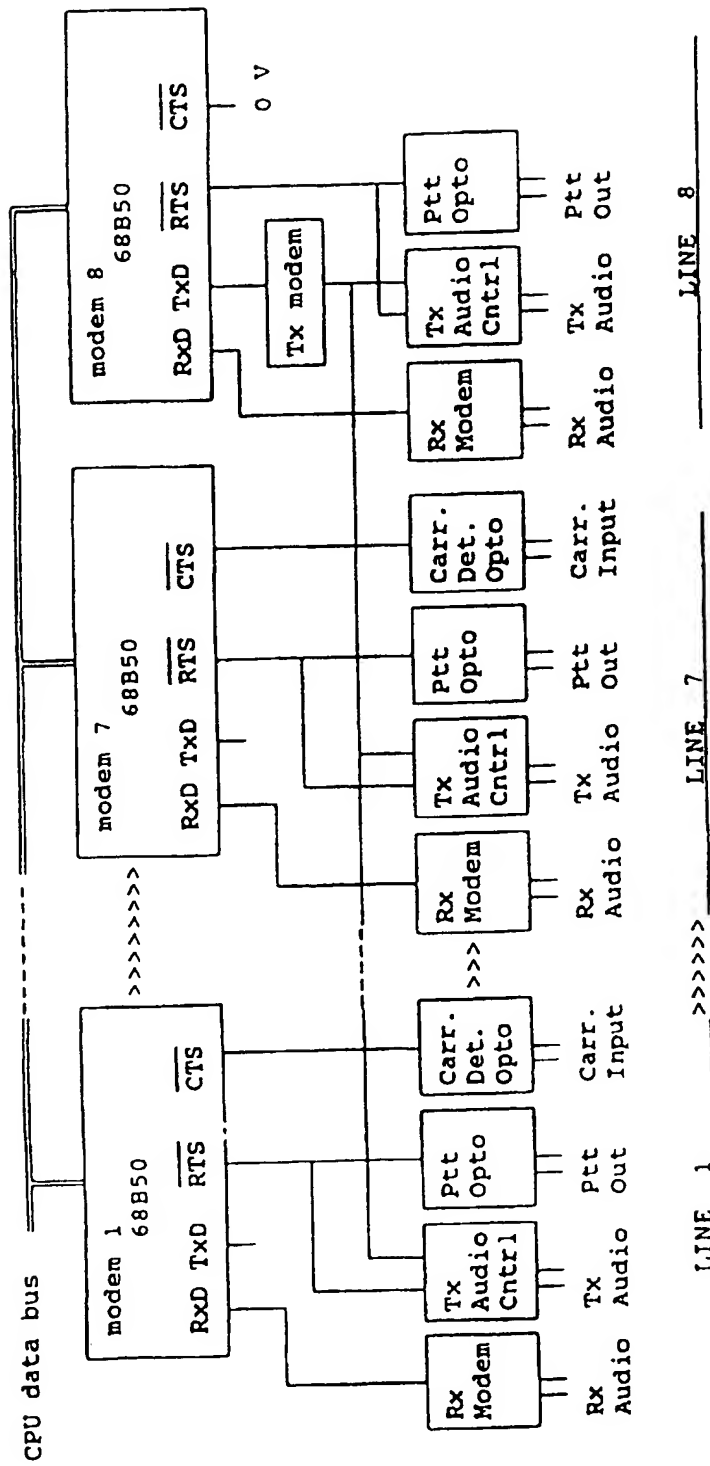 CPU data bus
modem 1
68B50
RxD TxD
RTS
CTS
>>>>>>>>
modem 7
68B50
RxD TxD
RTS
CTS
modem 8
68B50
RxD TxD
RTS
CTS
0 V
Tx modem
Rx
Modem
Tx
Audio
Cntrl
Ptt
Opto
Carr.
Det.
Opto
>>>
Rx
Modem
Tx
Audio
Cntrl
Ptt
Opto
Carr.
Det.
Opto
Rx
Modem
Tx
Audio
Cntrl
Ptt
Opto
Rx
Audio
Tx
Audio
Ptt
Out
Carr.
Input
Rx
Audio
Tx
Audio
Ptt
Out
Carr.
Input
Rx
Audio
Tx
Audio
Ptt
Out
LINE 1
>>>>>>
LINE 7
LINE 8